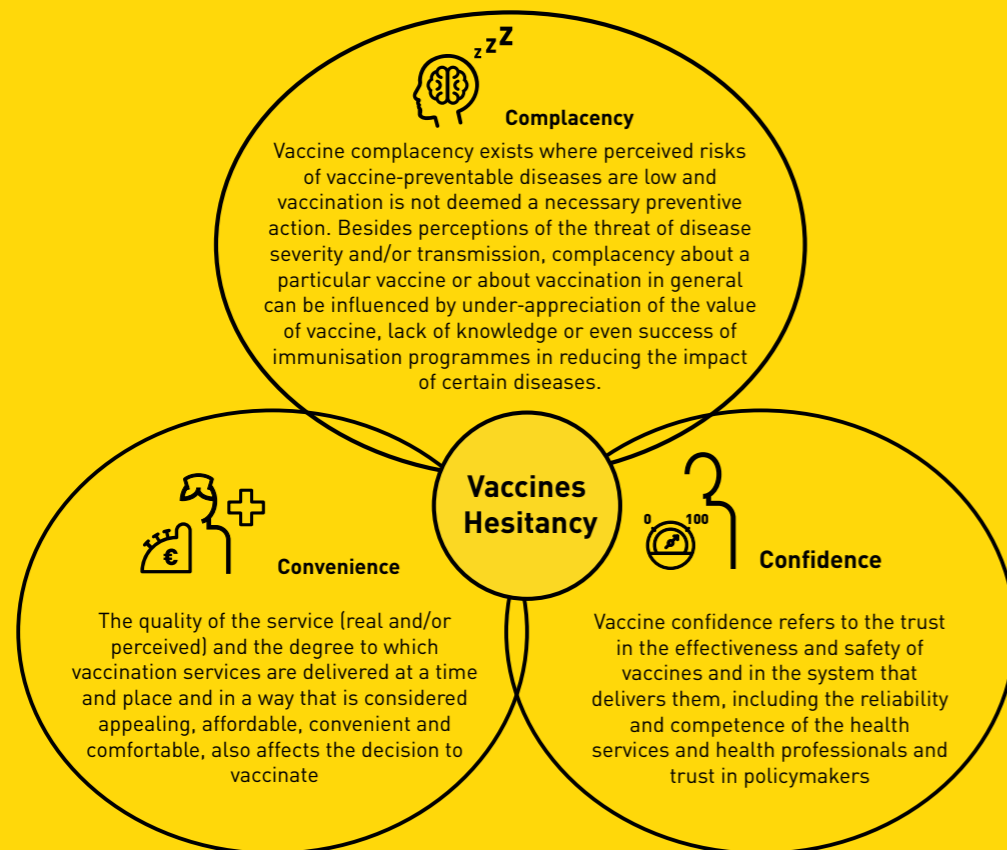 z z Z
Complacency
Vaccine complacency exists where perceived risks
of vaccine-preventable diseases are low and
vaccination is not deemed a necessary preventive
action. Besides perceptions of the threat of disease
severity and/or transmission, complacency about a
particular vaccine or about vaccination in general
can be influenced by under-appreciation of the value
of vaccine, lack of knowledge or even success of
immunisation programmes in reducing the impact
of certain diseases.
Vaccines
Hesitancy
€
Convenience
The quality of the service (real and/or
perceived) and the degree to which
vaccination services are delivered at a time
and place and in a way that is considered
appealing, affordable, convenient and
comfortable, also affects the decision to
vaccinate
0 100
Confidence
Vaccine confidence refers to the trust
in the effectiveness and safety of
vaccines and in the system that
delivers them, including the reliability
and competence of the health
services and health professionals and
trust in policymakers